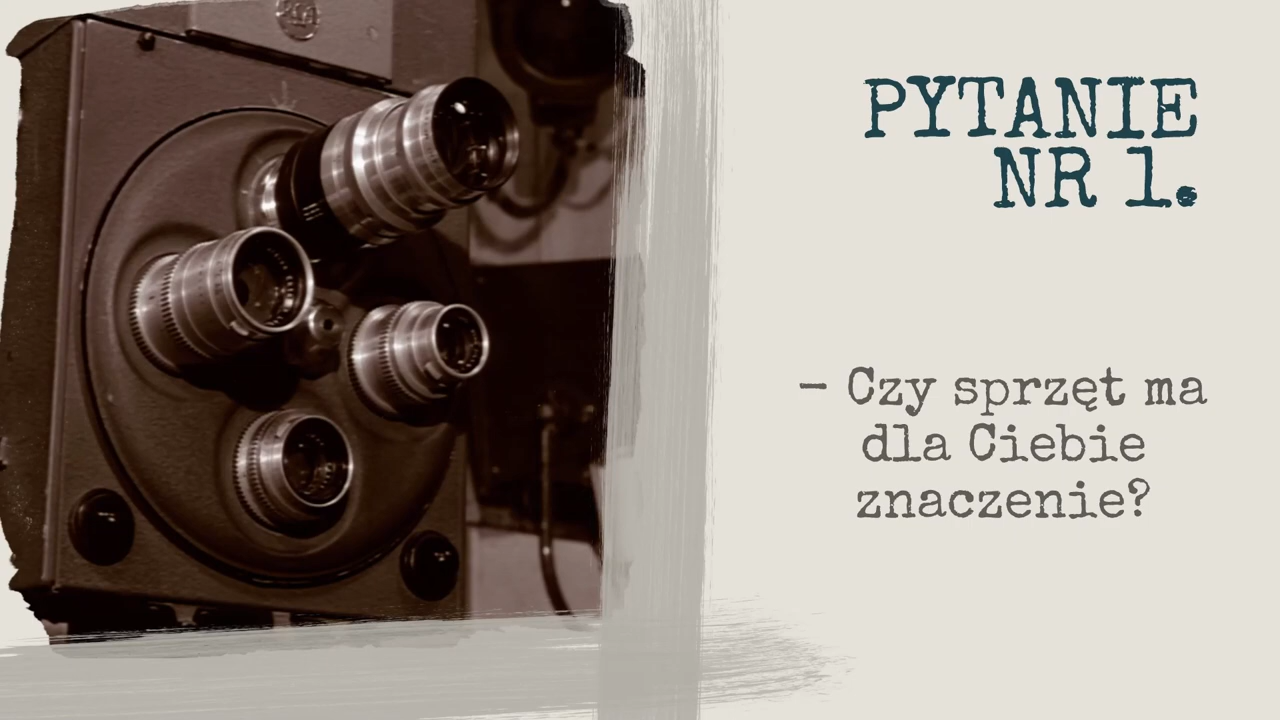 PYTANIE
NR 1.
- Czy sprzęt ma
dla Ciebie
znaczenie?